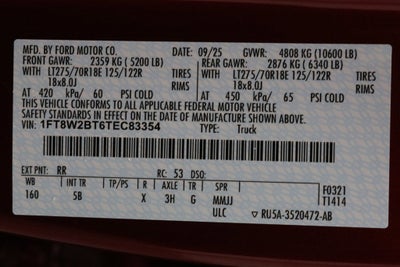 MFD. BY FORD MOTOR CO. 09/25 GVWR: 4808 KG (10600 LB)
FRONT GAWR: 2359 KG (5200 LB) REAR GAWR: 2876 KG (6340 LB)
1LT275/70R18E 125/122R TIRES LT275/70R18E 125/122R TIRES
18x8.0J RIMS 18x8.0J RIMS
AT 420 kPa/ 60 PSI COLD AT 450 kPa/ 65 PSI COLD
THIS VEHICLE CONFORMS TO ALL APPLICABLE FEDERAL MOTOR VEHICLE
SAFETY STANDARDS IN EFFECT ON THE DATE OF MANUFACTURE SHOWN ABOVE.
VIN: 1FT8W2BT6TEC83354 TYPE: Truck
EXT PNT: RR RC: 53 DSO: F0321
WB INT TR TP/PS R AXLE TR SPR T1414
160 5B X 3H G MMJJ
ULC RU5A-3520472-AB